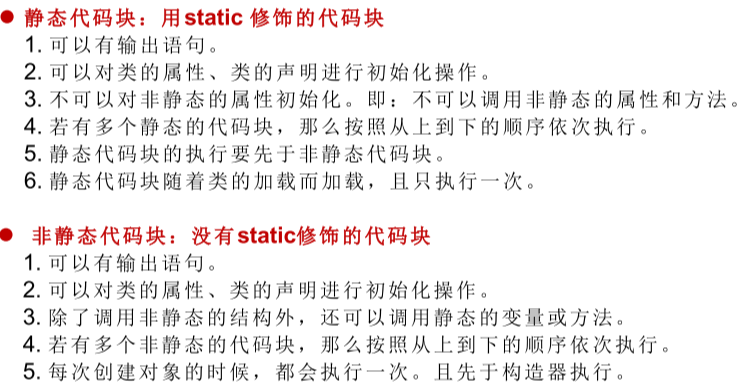 ● 静态代码块：用static 修饰的代码块
1. 可以有输出语句。
2. 可以对类的属性、类的声明进行初始化操作。
3. 不可以对非静态的属性初始化。即：不可以调用非静态的属性和方法。
4. 若有多个静态的代码块，那么按照从上到下的顺序依次执行。
5. 静态代码块的执行要先于非静态代码块。
6. 静态代码块随着类的加载而加载，且只执行一次。
● 非静态代码块：没有static修饰的代码块
1. 可以有输出语句。
2. 可以对类的属性、类的声明进行初始化操作。
3. 除了调用非静态的结构外，还可以调用静态的变量或方法。
4. 若有多个非静态的代码块，那么按照从上到下的顺序依次执行。
5. 每次创建对象的时候，都会执行一次。且先于构造器执行。